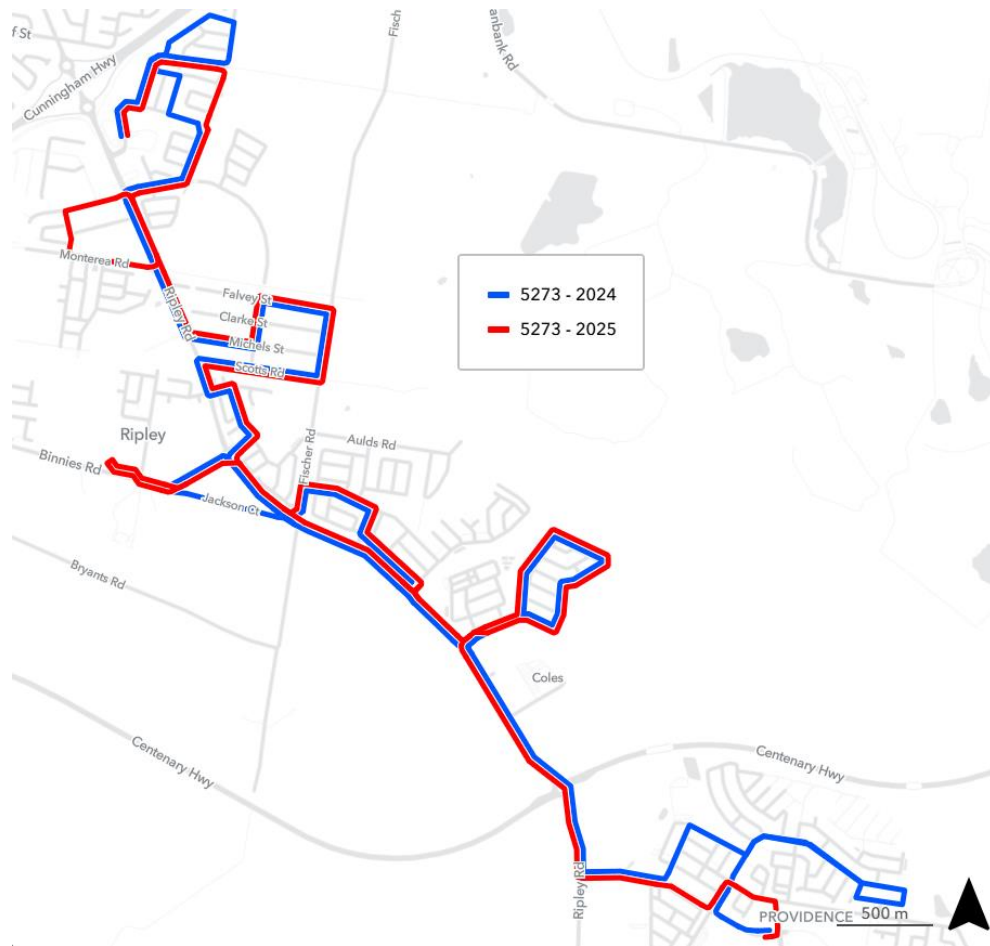 f St
Fisch
anbank Rd
Cunningham Hwy
Monterea Rd
Ripley Rd
Falvey St
Clarke St
Michels St
Scotts Rd
5273 - 2024
5273 - 2025
Ripley
Binnies Rd
Fischer Rd
Aulds Rd
Jackson Ct
Bryants Rd
Coles
Centenary Hwy
Centenary Hwy
Ripley Rd
PROVIDENCE
500 m